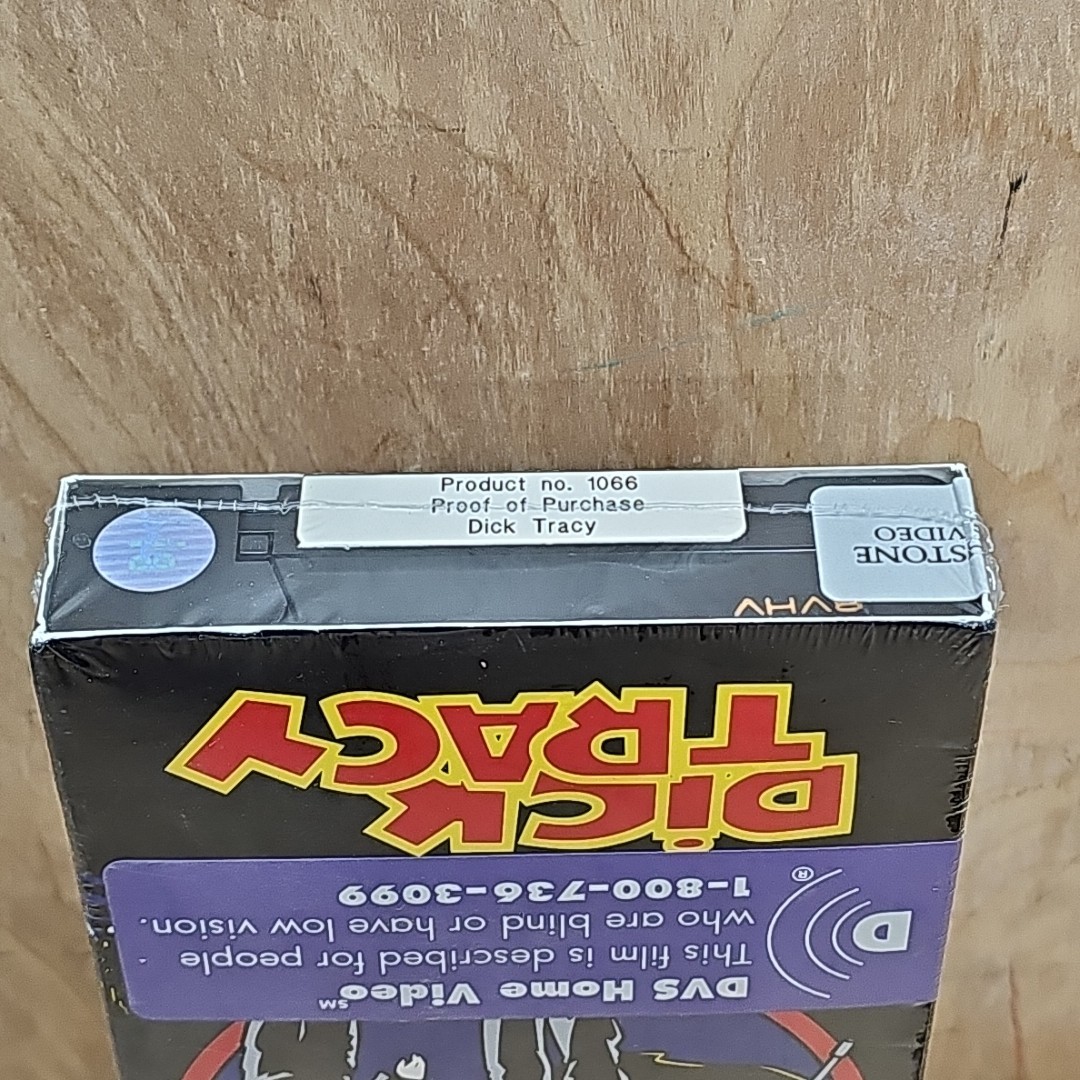 Product no. 1066
Proof of Purchase
Dick Tracy
STONE
VIDEO
DICK
TRACY
DVS Home Video℠
This film is described for people
who are blind or have low vision.
1-800-736-3099
D
®